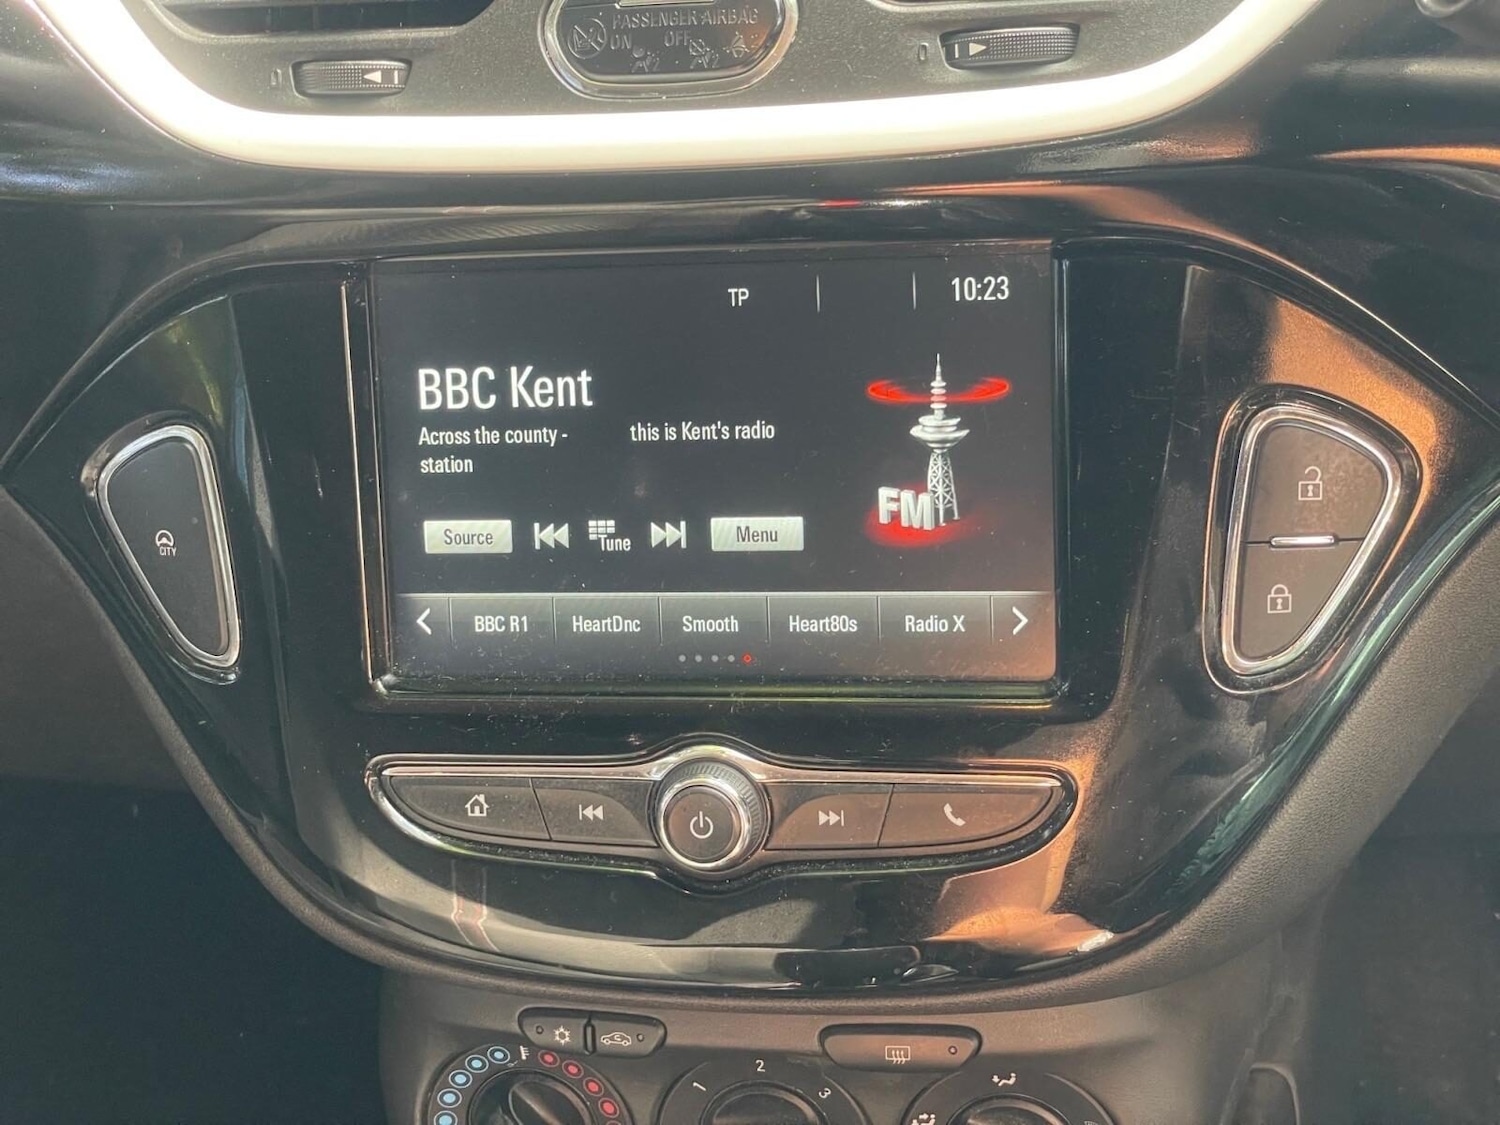 PASSENGER AIRBAG
ON OFF
TP 10:23
BBC Kent
Across the county - this is Kent's radio
station
FM
Source Tune Menu
BBC R1 HeartDnc Smooth Heart80s Radio X
CITY
1 2 3